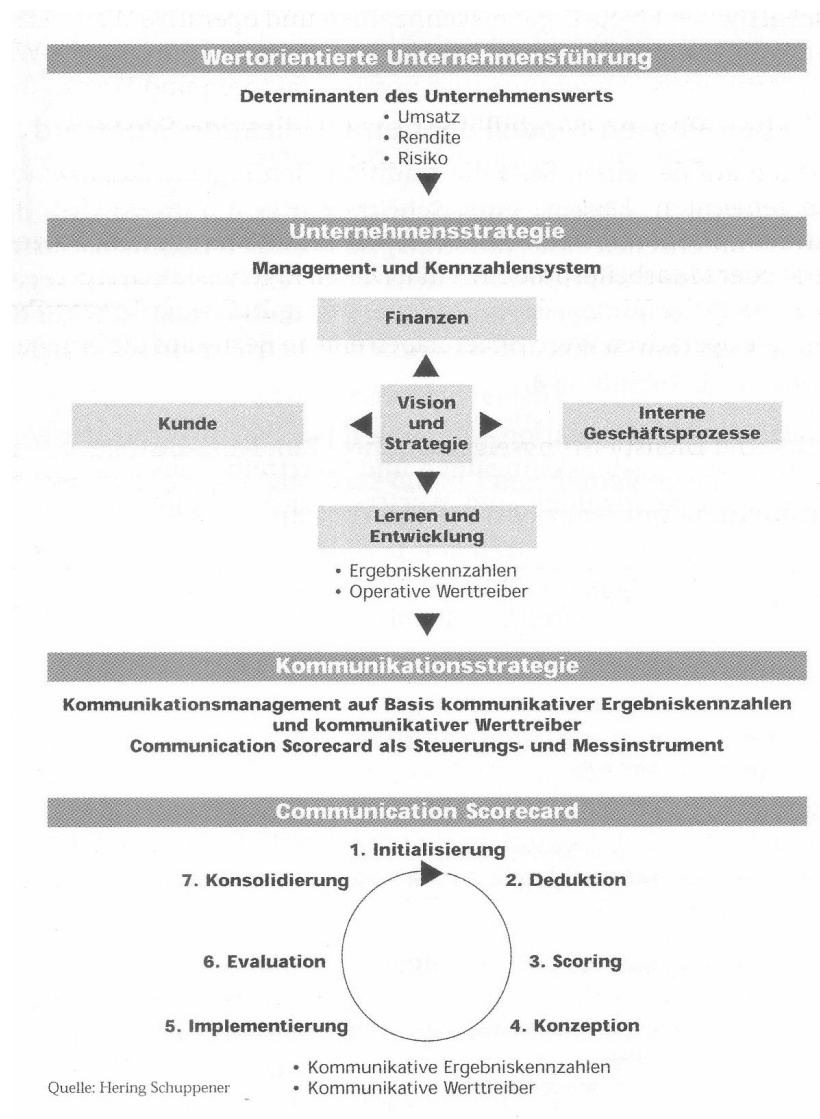 Wertorientierte Unternehmensführung
Determinanten des Unternehmenswerts
• Umsatz
• Rendite
• Risiko
Unternehmensstrategie
Management- und Kennzahlensystem
Finanzen
Kunde
Vision
und
Strategie
Interne
Geschäftsprozesse
Lernen und
Entwicklung
• Ergebniskennzahlen
• Operative Werttreiber
Kommunikationsstrategie
Kommunikationsmanagement auf Basis kommunikativer Ergebniskennzahlen
und kommunikativer Werttreiber
Communication Scorecard als Steuerungs- und Messinstrument
Communication Scorecard
1. Initialisierung
7. Konsolidierung
2. Deduktion
6. Evaluation
3. Scoring
5. Implementierung
4. Konzeption
• Kommunikative Ergebniskennzahlen
• Kommunikative Werttreiber
Quelle: Hering Schuppener